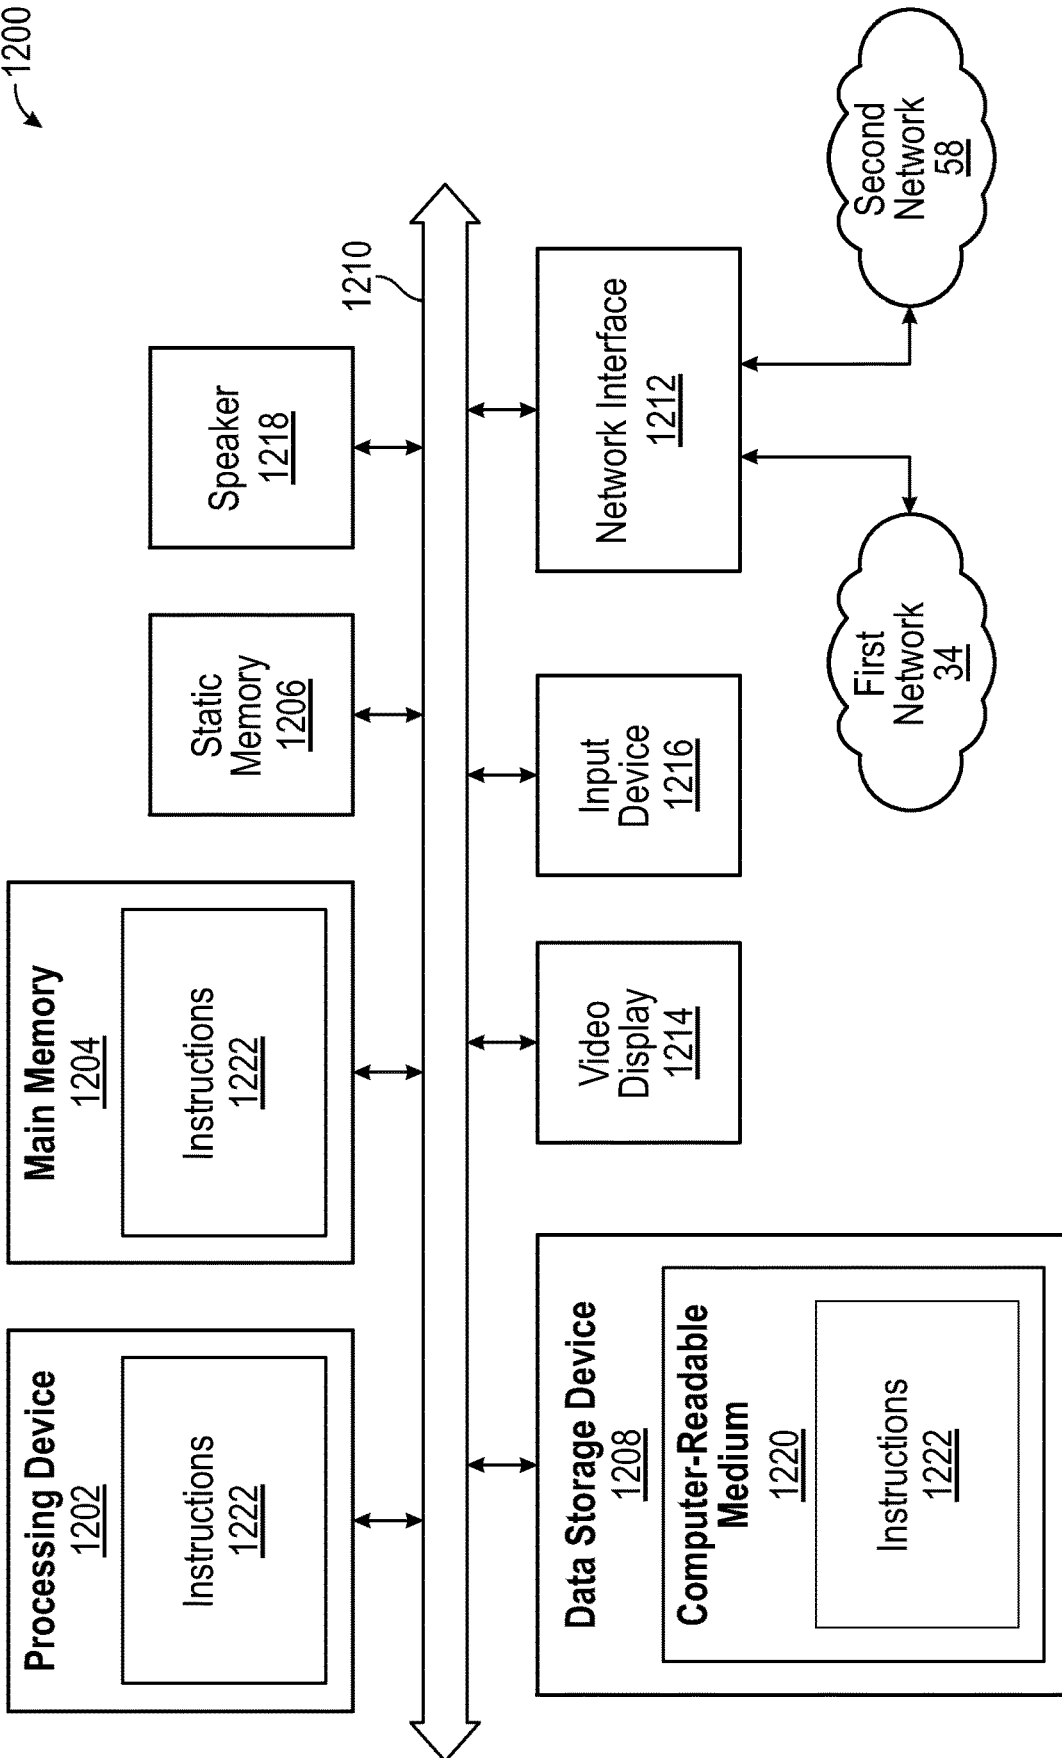 1200
Processing Device
1202
Instructions
1222
Main Memory
1204
Instructions
1222
Static
Memory
1206
Speaker
1218
1210
Data Storage Device
1208
Computer-Readable
Medium
1220
Instructions
1222
Video
Display
1214
Input
Device
1216
Network Interface
1212
First
Network
34
Second
Network
58